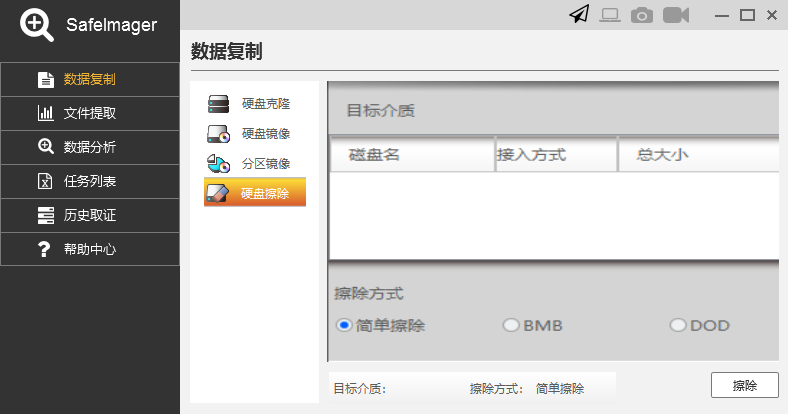 SafeImager
数据复制
文件提取
数据分析
任务列表
历史取证
帮助中心
数据复制
硬盘克隆
硬盘镜像
分区镜像
硬盘擦除
目标介质
磁盘名 接入方式 总大小
擦除方式
简单擦除 BMB DOD
目标介质: 擦除方式: 简单擦除
擦除